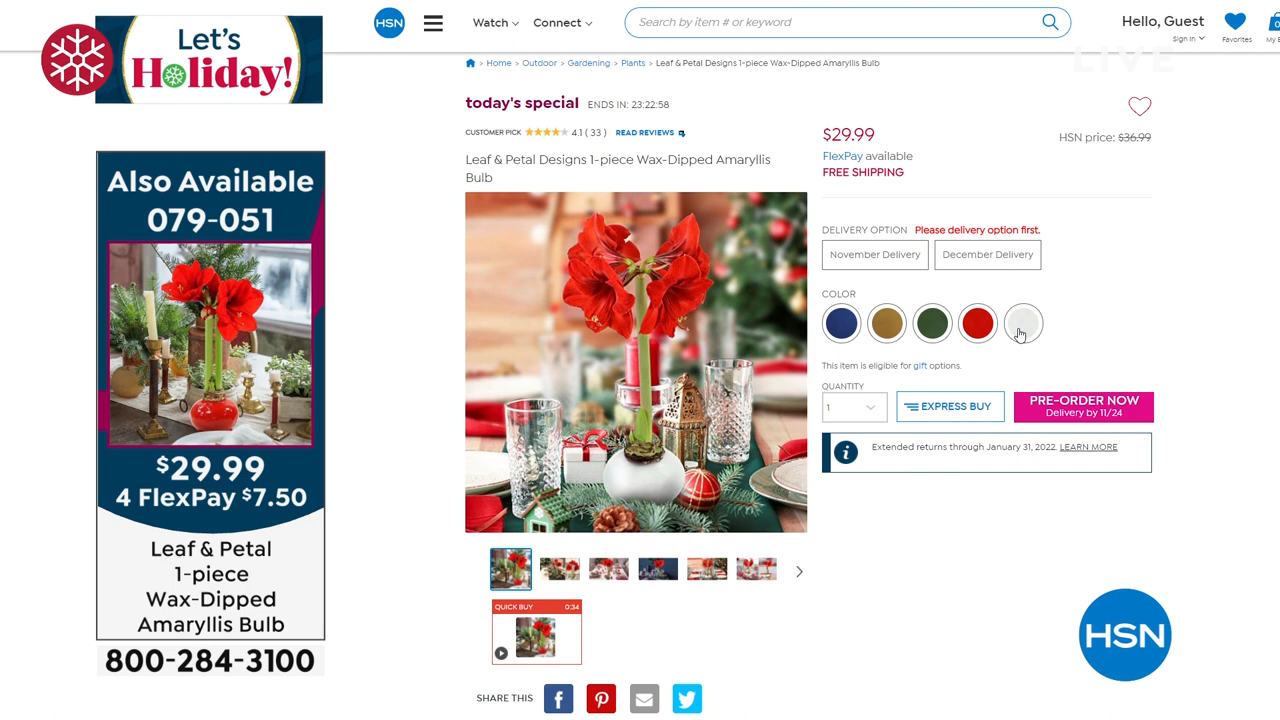 Let's
Holiday!
Also Available
079-051
$29.99
4 FlexPay $7.50
Leaf & Petal
1-piece
Wax-Dipped
Amaryllis Bulb
800-284-3100
HSN
Watch
Connect
Search by item # or keyword
Hello, Guest
Sign In
Favorites
0
LIVE
> Home > Outdoor > Gardening > Plants > Leaf & Petal Designs 1-piece Wax-Dipped Amaryllis Bulb
today's special ENDS IN: 23:22:58
CUSTOMER PICK 4.1 ( 33 ) READ REVIEWS
Leaf & Petal Designs 1-piece Wax-Dipped Amaryllis
Bulb
$29.99
HSN price: $36.99
FlexPay available
FREE SHIPPING
DELIVERY OPTION Please delivery option first.
November Delivery
December Delivery
COLOR
This item is eligible for gift options.
QUANTITY
1
EXPRESS BUY
PRE-ORDER NOW
Delivery by 11/24
i
Extended returns through January 31, 2022. LEARN MORE
QUICK BUY 0:34
SHARE THIS
HSN